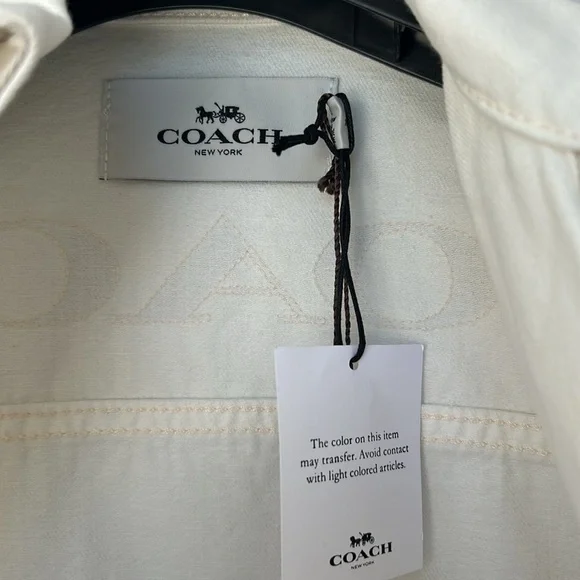 COACH
NEW YORK
OAO
The color on this item
may transfer. Avoid contact
with light colored articles.
COACH
NEW YORK